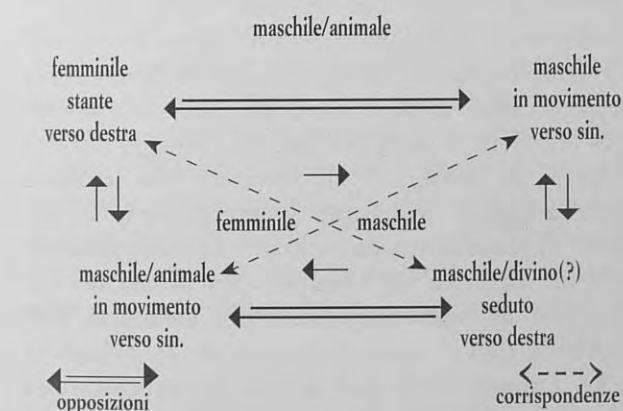 maschile/animale
femminile
stante
verso destra
maschile
in movimento
verso sin.
femminile
maschile
maschile/animale
in movimento
verso sin.
maschile/divino(?)
seduto
verso destra
opposizioni
corrispondenze